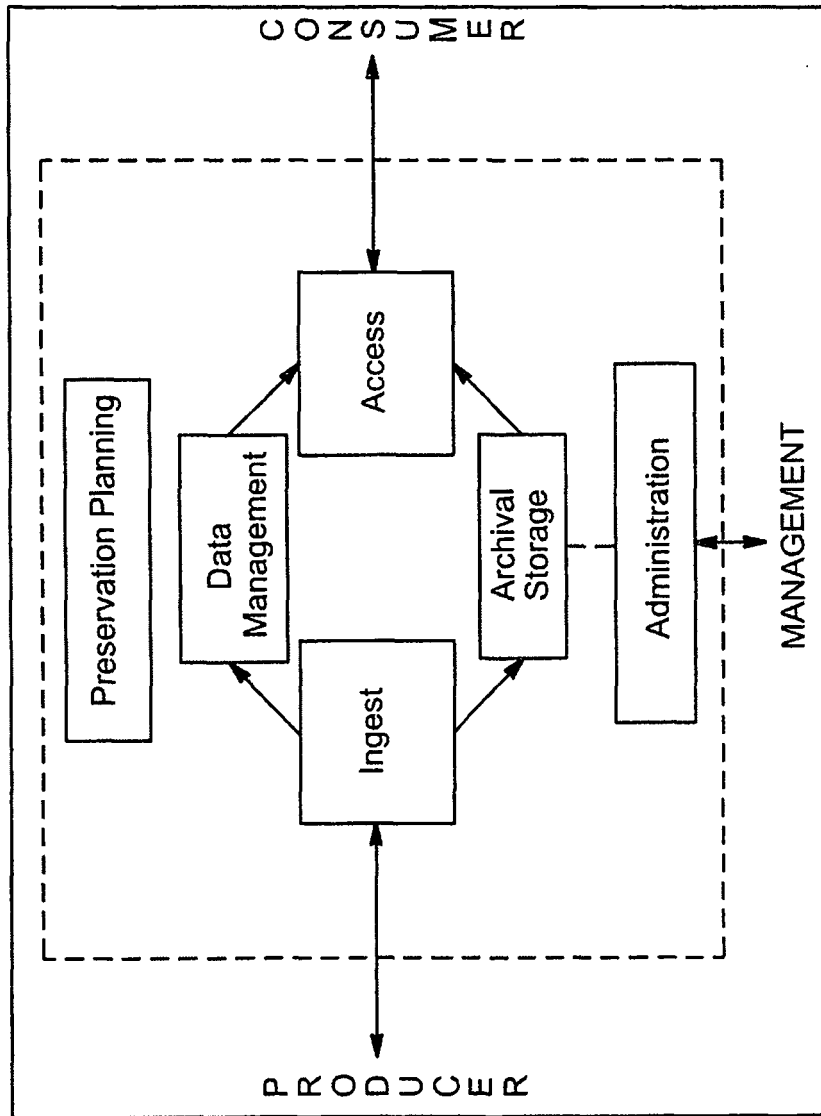 Preservation Planning
PRODUCER
Ingest
Data
Management
Archival
Storage
Access
CONSUMER
Administration
MANAGEMENT